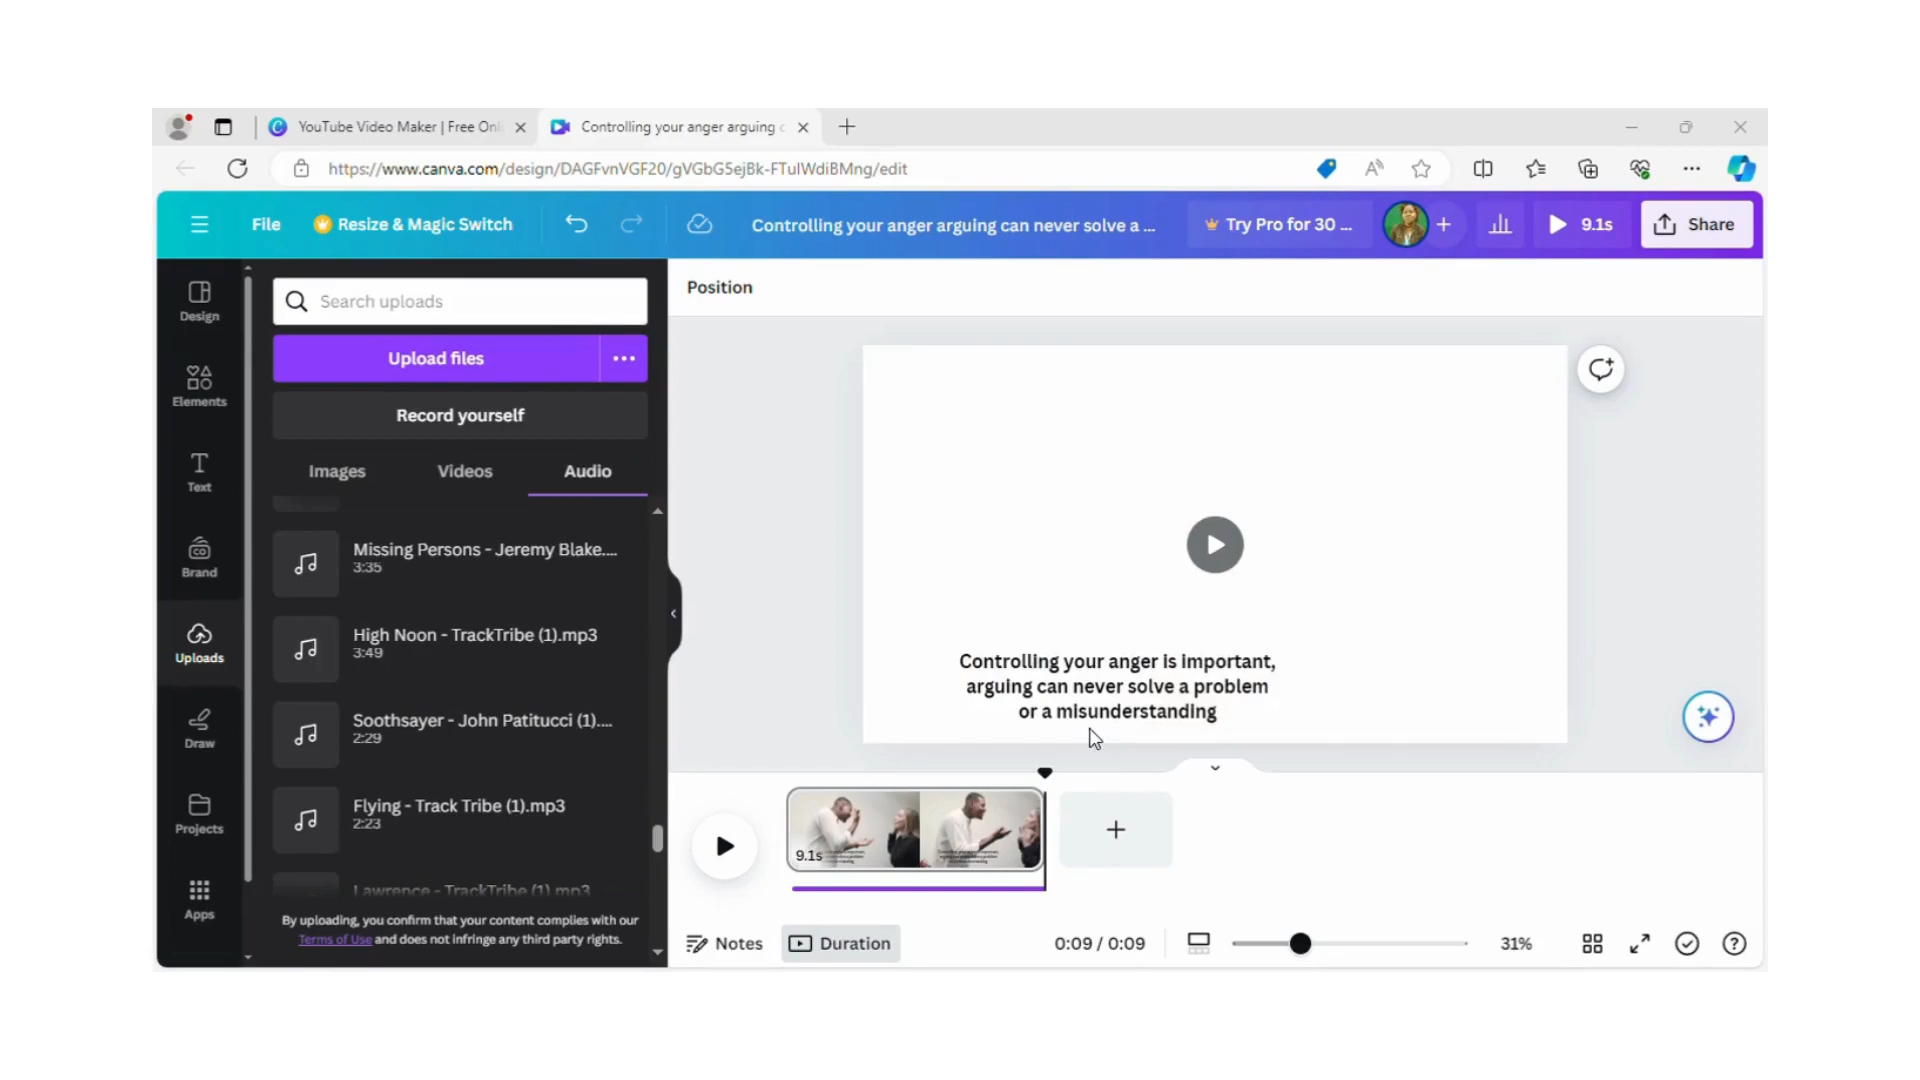 YouTube Video Maker | Free Onl
Controlling your anger arguing c
https://www.canva.com/design/DAGFvnVGF20/gVGbG5ejBk-FTulWdiBMng/edit
File
Resize & Magic Switch
Controlling your anger arguing can never solve a ...
Try Pro for 30 ...
9.1s
Share
Design
Elements
Text
Brand
Uploads
Draw
Projects
Apps
Search uploads
Upload files
Record yourself
Images Videos Audio
Missing Persons - Jeremy Blake....
3:35
High Noon - TrackTribe (1).mp3
3:49
Soothsayer - John Patitucci (1)....
2:29
Flying - Track Tribe (1).mp3
2:23
Lawrence - TrackTribe (1).mp3
By uploading, you confirm that your content complies with our
Terms of Use and does not infringe any third party rights.
Position
Controlling your anger is important,
arguing can never solve a problem
or a misunderstanding
9.1s
Notes
Duration
0:09 / 0:09
31%